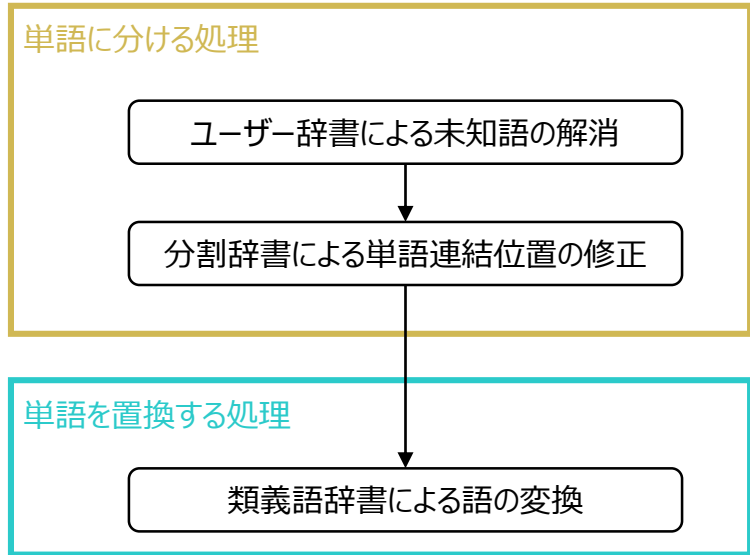 単語に分ける処理
ユーザー辞書による未知語の解消
分割辞書による単語連結位置の修正
単語を置換する処理
類義語辞書による語の変換